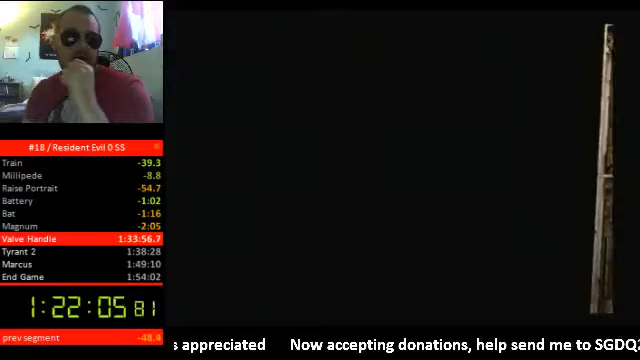 #18 / Resident Evil 0 SS
Train -39.3
Millipede -8.8
Raise Portrait -54.7
Battery -1:02
Bat -1:16
Magnum -2:05
Valve Handle 1:33:56.7
Tyrant 2 1:38:28
Marcus 1:49:10
End Game 1:54:02
1:22:05 81
prev segment -48.4
s appreciated Now accepting donations, help send me to SGDQ